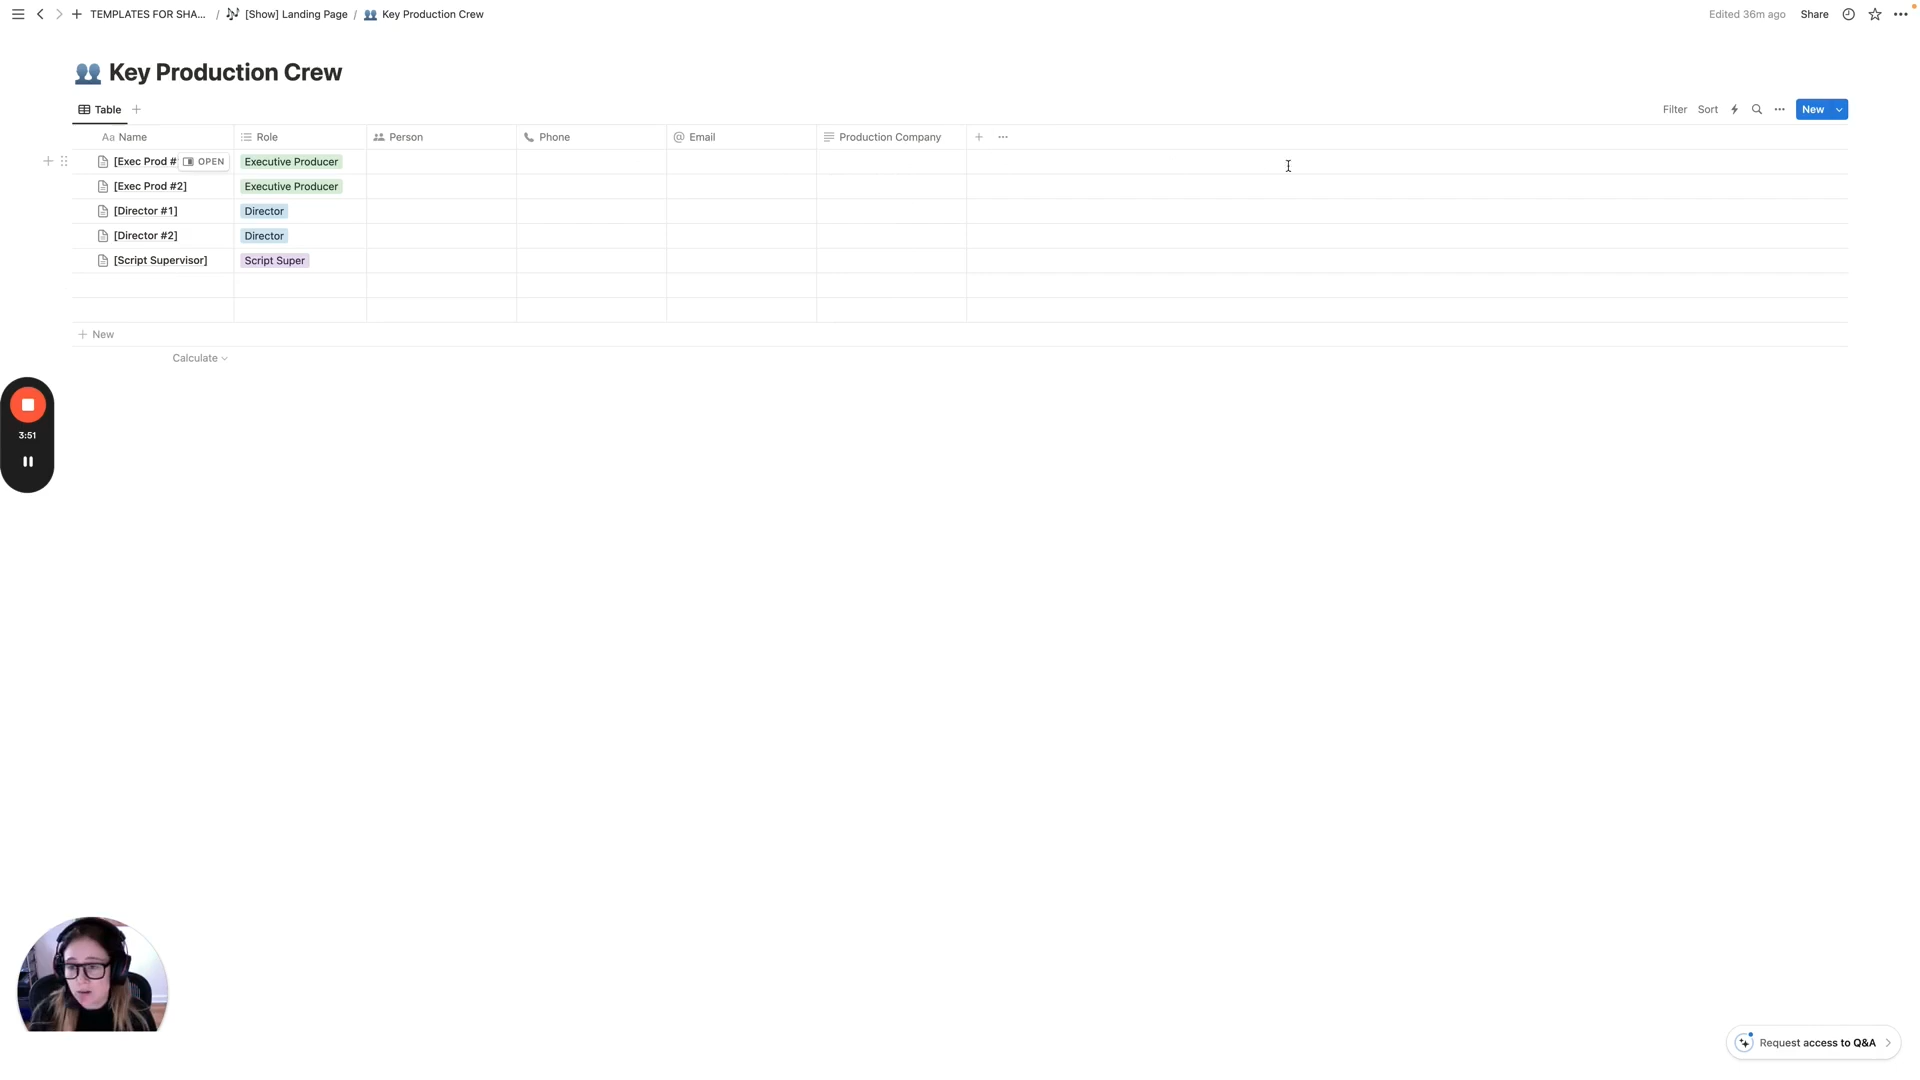 TEMPLATES FOR SHA... / [Show] Landing Page / Key Production Crew
Edited 36m ago Share
Key Production Crew
Table
Filter Sort New
Aa Name Role Person Phone @ Email Production Company
[Exec Prod # OPEN Executive Producer
[Exec Prod #2] Executive Producer
[Director #1] Director
[Director #2] Director
[Script Supervisor] Script Super
+ New
Calculate
3:51
Request access to Q&A